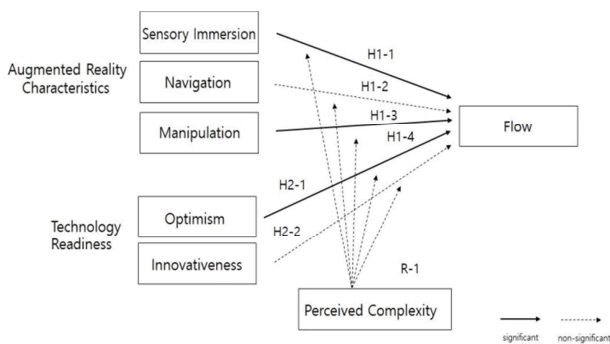 Sensory Immersion
H1-1
Augmented Reality
Characteristics
Navigation
H1-2
Manipulation
H1-3
Flow
H1-4
H2-1
Technology
Readiness
Optimism
H2-2
Innovativeness
R-1
Perceived Complexity
significant
non-significant